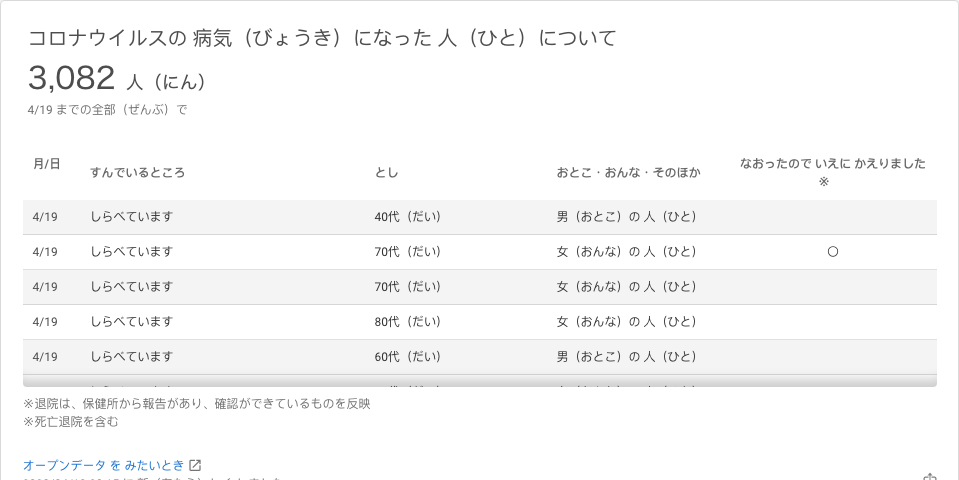 コロナウイルスの 病気（びょうき）になった 人（ひと）について
3,082 人（にん）
4/19 までの全部（ぜんぶ）で
月/日 すんでいるところ とし おとこ・おんな・そのほか なおったので いえに かえりました ※
4/19 しらべています 40代（だい） 男（おとこ）の 人（ひと）
4/19 しらべています 70代（だい） 女（おんな）の 人（ひと） 〇
4/19 しらべています 70代（だい） 女（おんな）の 人（ひと）
4/19 しらべています 80代（だい） 女（おんな）の 人（ひと）
4/19 しらべています 60代（だい） 男（おとこ）の 人（ひと）
※退院は、保健所から報告があり、確認ができているものを反映
※死亡退院を含む
オープンデータ を みたいとき